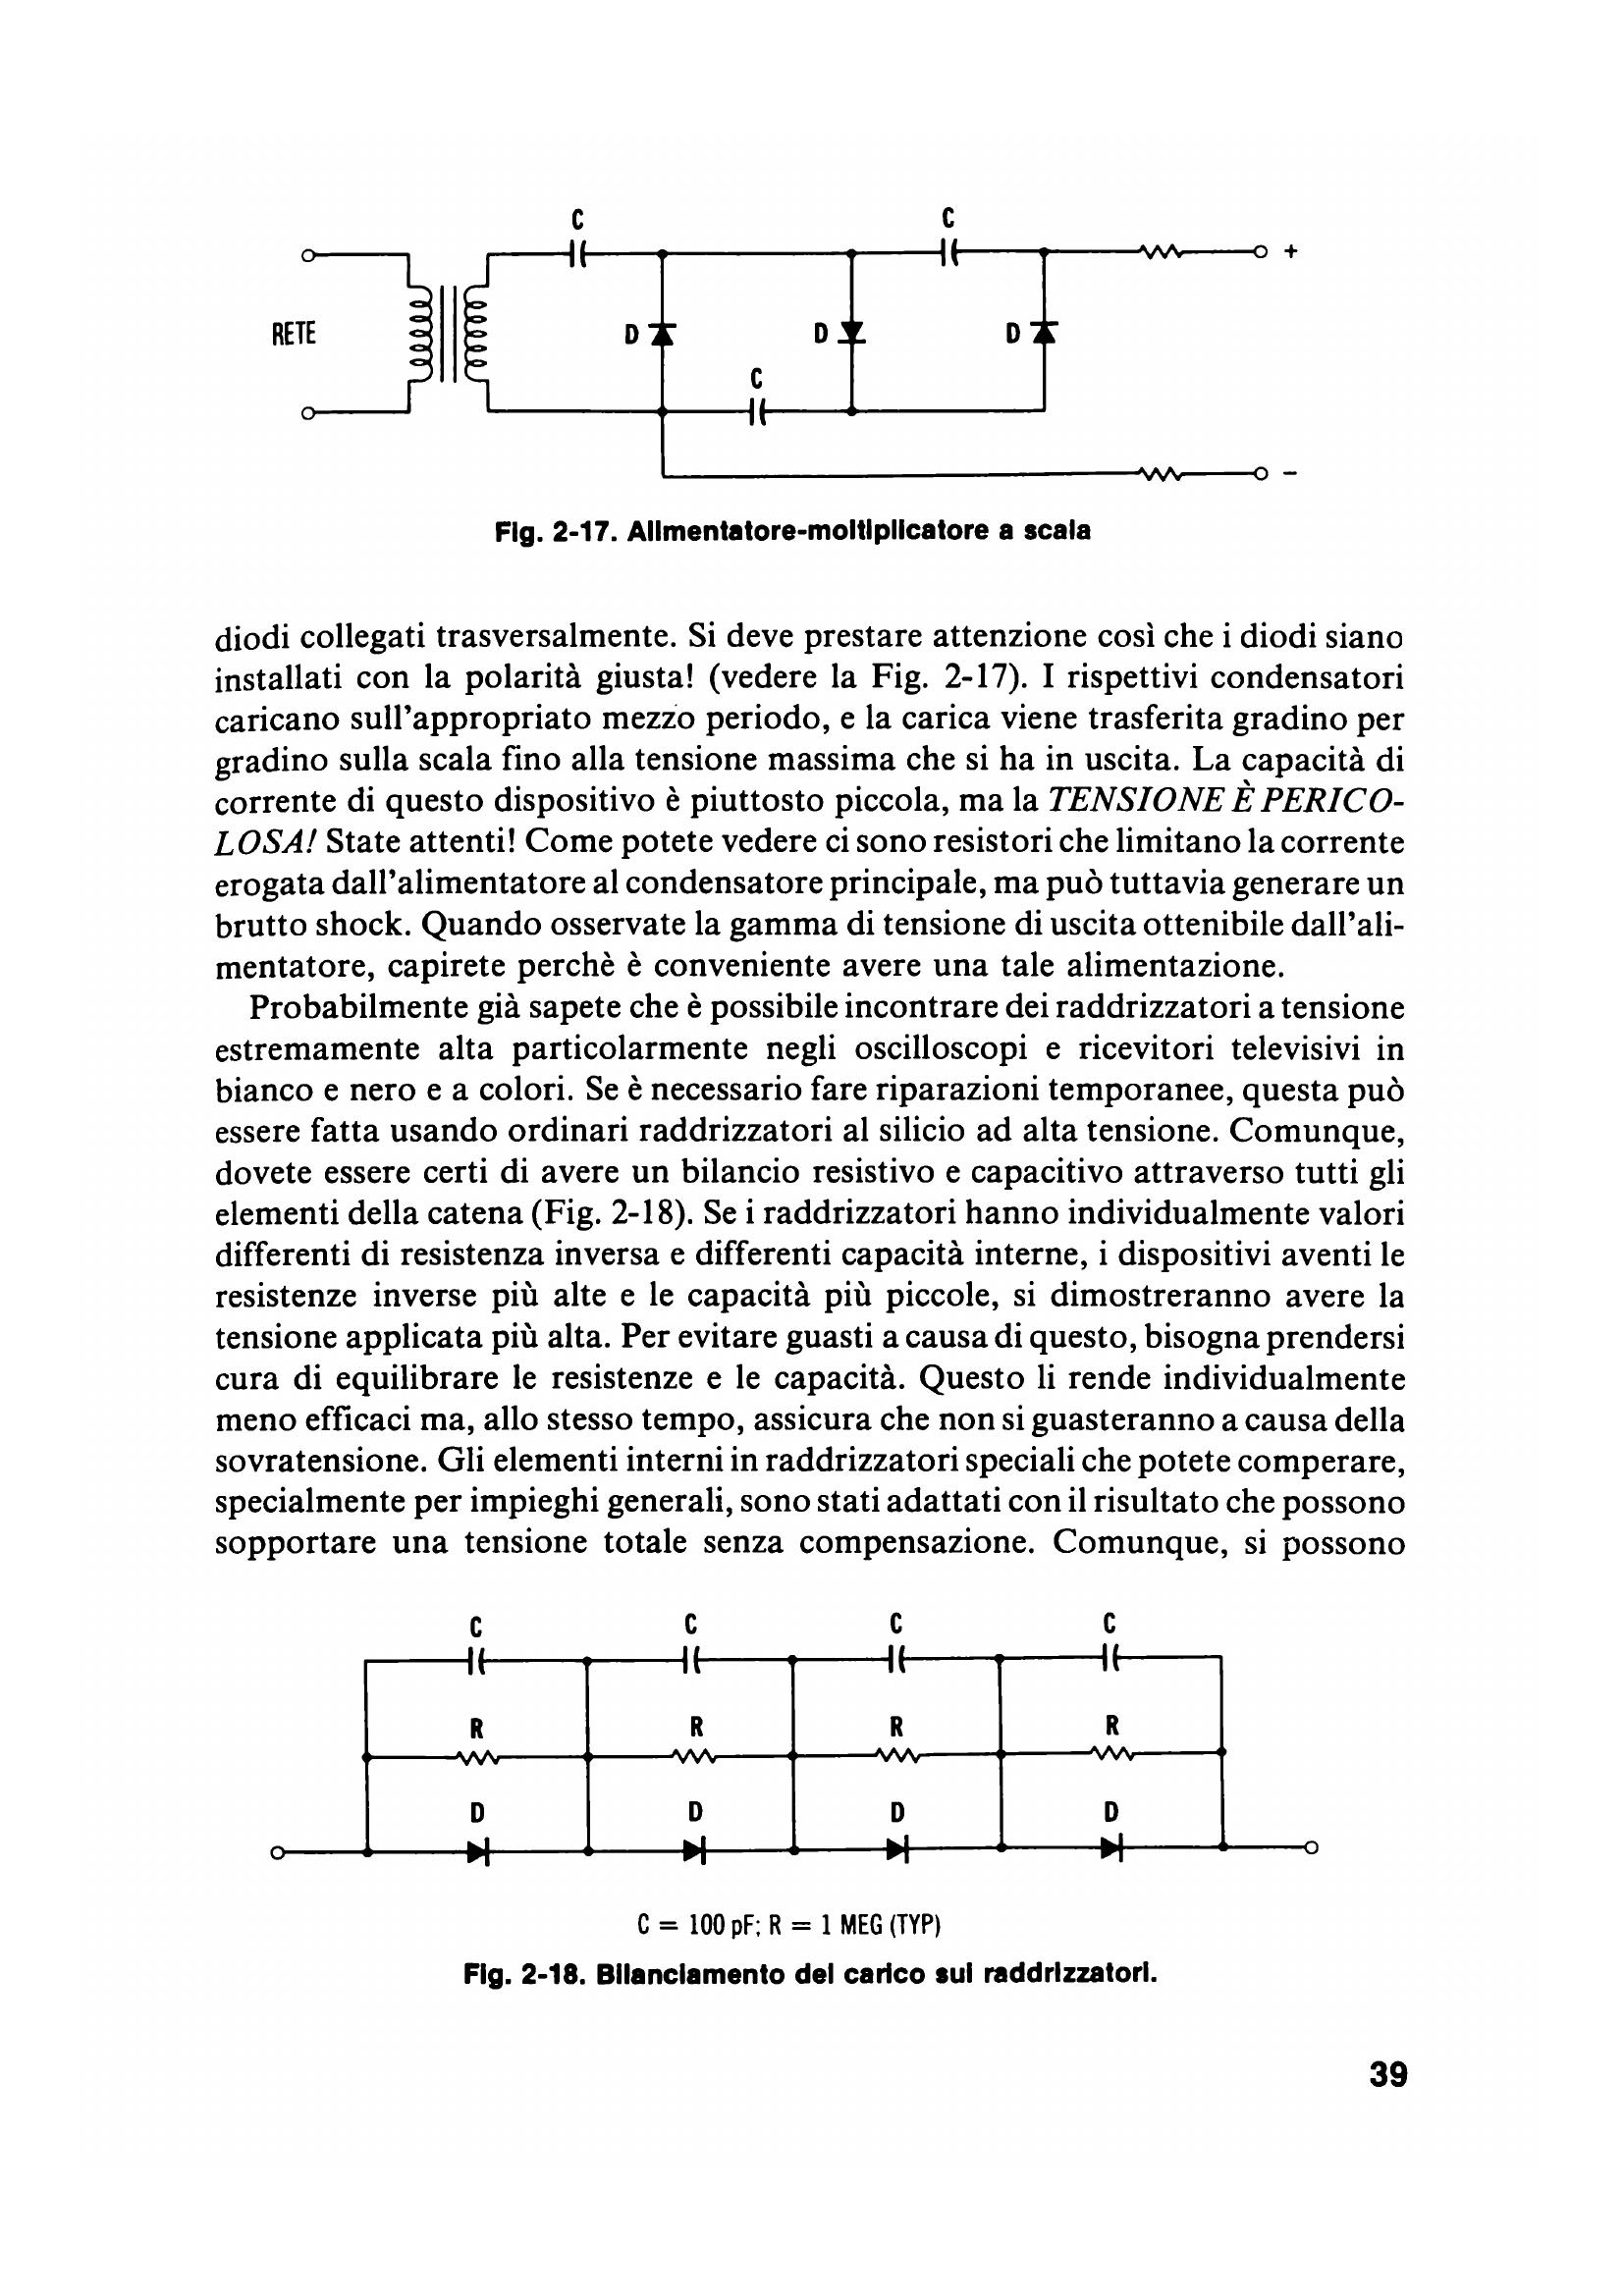 C C
+
RETE
D D D
C
−
Fig. 2-17. Alimentatore-moltiplicatore a scala
diodi collegati trasversalmente. Si deve prestare attenzione così che i diodi siano
installati con la polarità giusta! (vedere la Fig. 2-17). I rispettivi condensatori
caricano sull'appropriato mezzo periodo, e la carica viene trasferita gradino per
gradino sulla scala fino alla tensione massima che si ha in uscita. La capacità di
corrente di questo dispositivo è piuttosto piccola, ma la TENSIONE È PERICO-
LOSA! State attenti! Come potete vedere ci sono resistori che limitano la corrente
erogata dall'alimentatore al condensatore principale, ma può tuttavia generare un
brutto shock. Quando osservate la gamma di tensione di uscita ottenibile dall'ali-
mentatore, capirete perchè è conveniente avere una tale alimentazione.
Probabilmente già sapete che è possibile incontrare dei raddrizzatori a tensione
estremamente alta particolarmente negli oscilloscopi e ricevitori televisivi in
bianco e nero e a colori. Se è necessario fare riparazioni temporanee, questa può
essere fatta usando ordinari raddrizzatori al silicio ad alta tensione. Comunque,
dovete essere certi di avere un bilancio resistivo e capacitivo attraverso tutti gli
elementi della catena (Fig. 2-18). Se i raddrizzatori hanno individualmente valori
differenti di resistenza inversa e differenti capacità interne, i dispositivi aventi le
resistenze inverse più alte e le capacità più piccole, si dimostreranno avere la
tensione applicata più alta. Per evitare guasti a causa di questo, bisogna prendersi
cura di equilibrare le resistenze e le capacità. Questo li rende individualmente
meno efficaci ma, allo stesso tempo, assicura che non si guasteranno a causa della
sovratensione. Gli elementi interni in raddrizzatori speciali che potete comperare,
specialmente per impieghi generali, sono stati adattati con il risultato che possono
sopportare una tensione totale senza compensazione. Comunque, si possono
C C C C
R R R R
D D D D
C = 100 pF; R = 1 MEG (TYP)
Fig. 2-18. Bilanciamento del carico sui raddrizzatori.
39